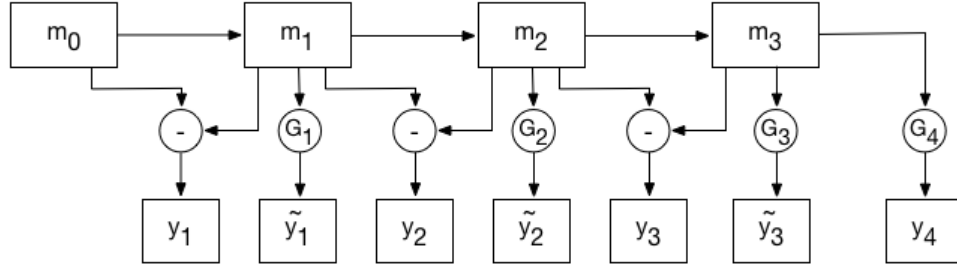 m₀ m₁ m₂ m₃
- G₁ - G₂ - G₃ G₄
y₁ ỹ₁ y₂ ỹ₂ y₃ ỹ₃ y₄